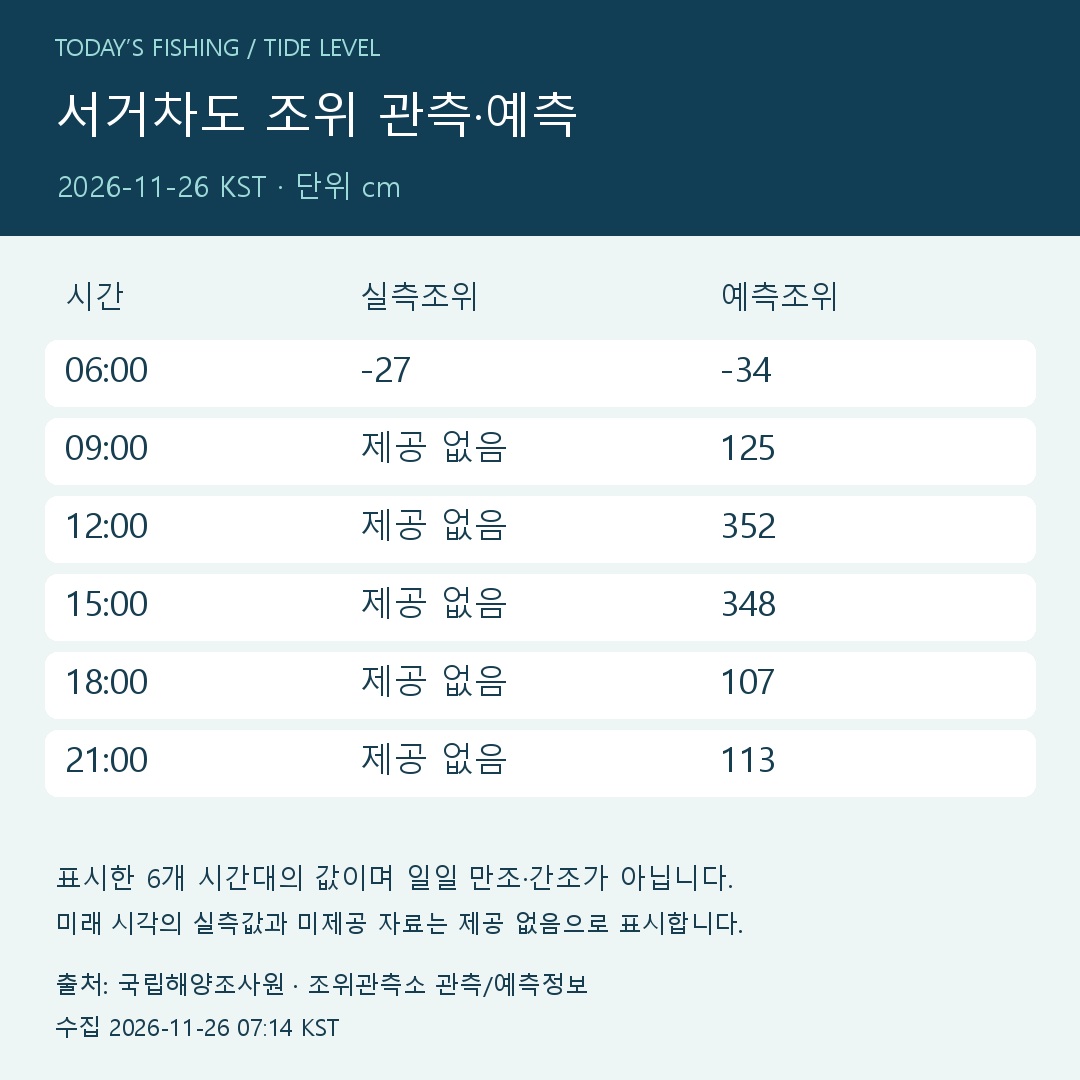 TODAY'S FISHING / TIDE LEVEL
서거차도 조위 관측·예측
2026-11-26 KST · 단위 cm
시간 실측조위 예측조위
06:00 -27 -34
09:00 제공 없음 125
12:00 제공 없음 352
15:00 제공 없음 348
18:00 제공 없음 107
21:00 제공 없음 113
표시한 6개 시간대의 값이며 일일 만조·간조가 아닙니다.
미래 시각의 실측값과 미제공 자료는 제공 없음으로 표시합니다.
출처: 국립해양조사원 · 조위관측소 관측/예측정보
수집 2026-11-26 07:14 KST